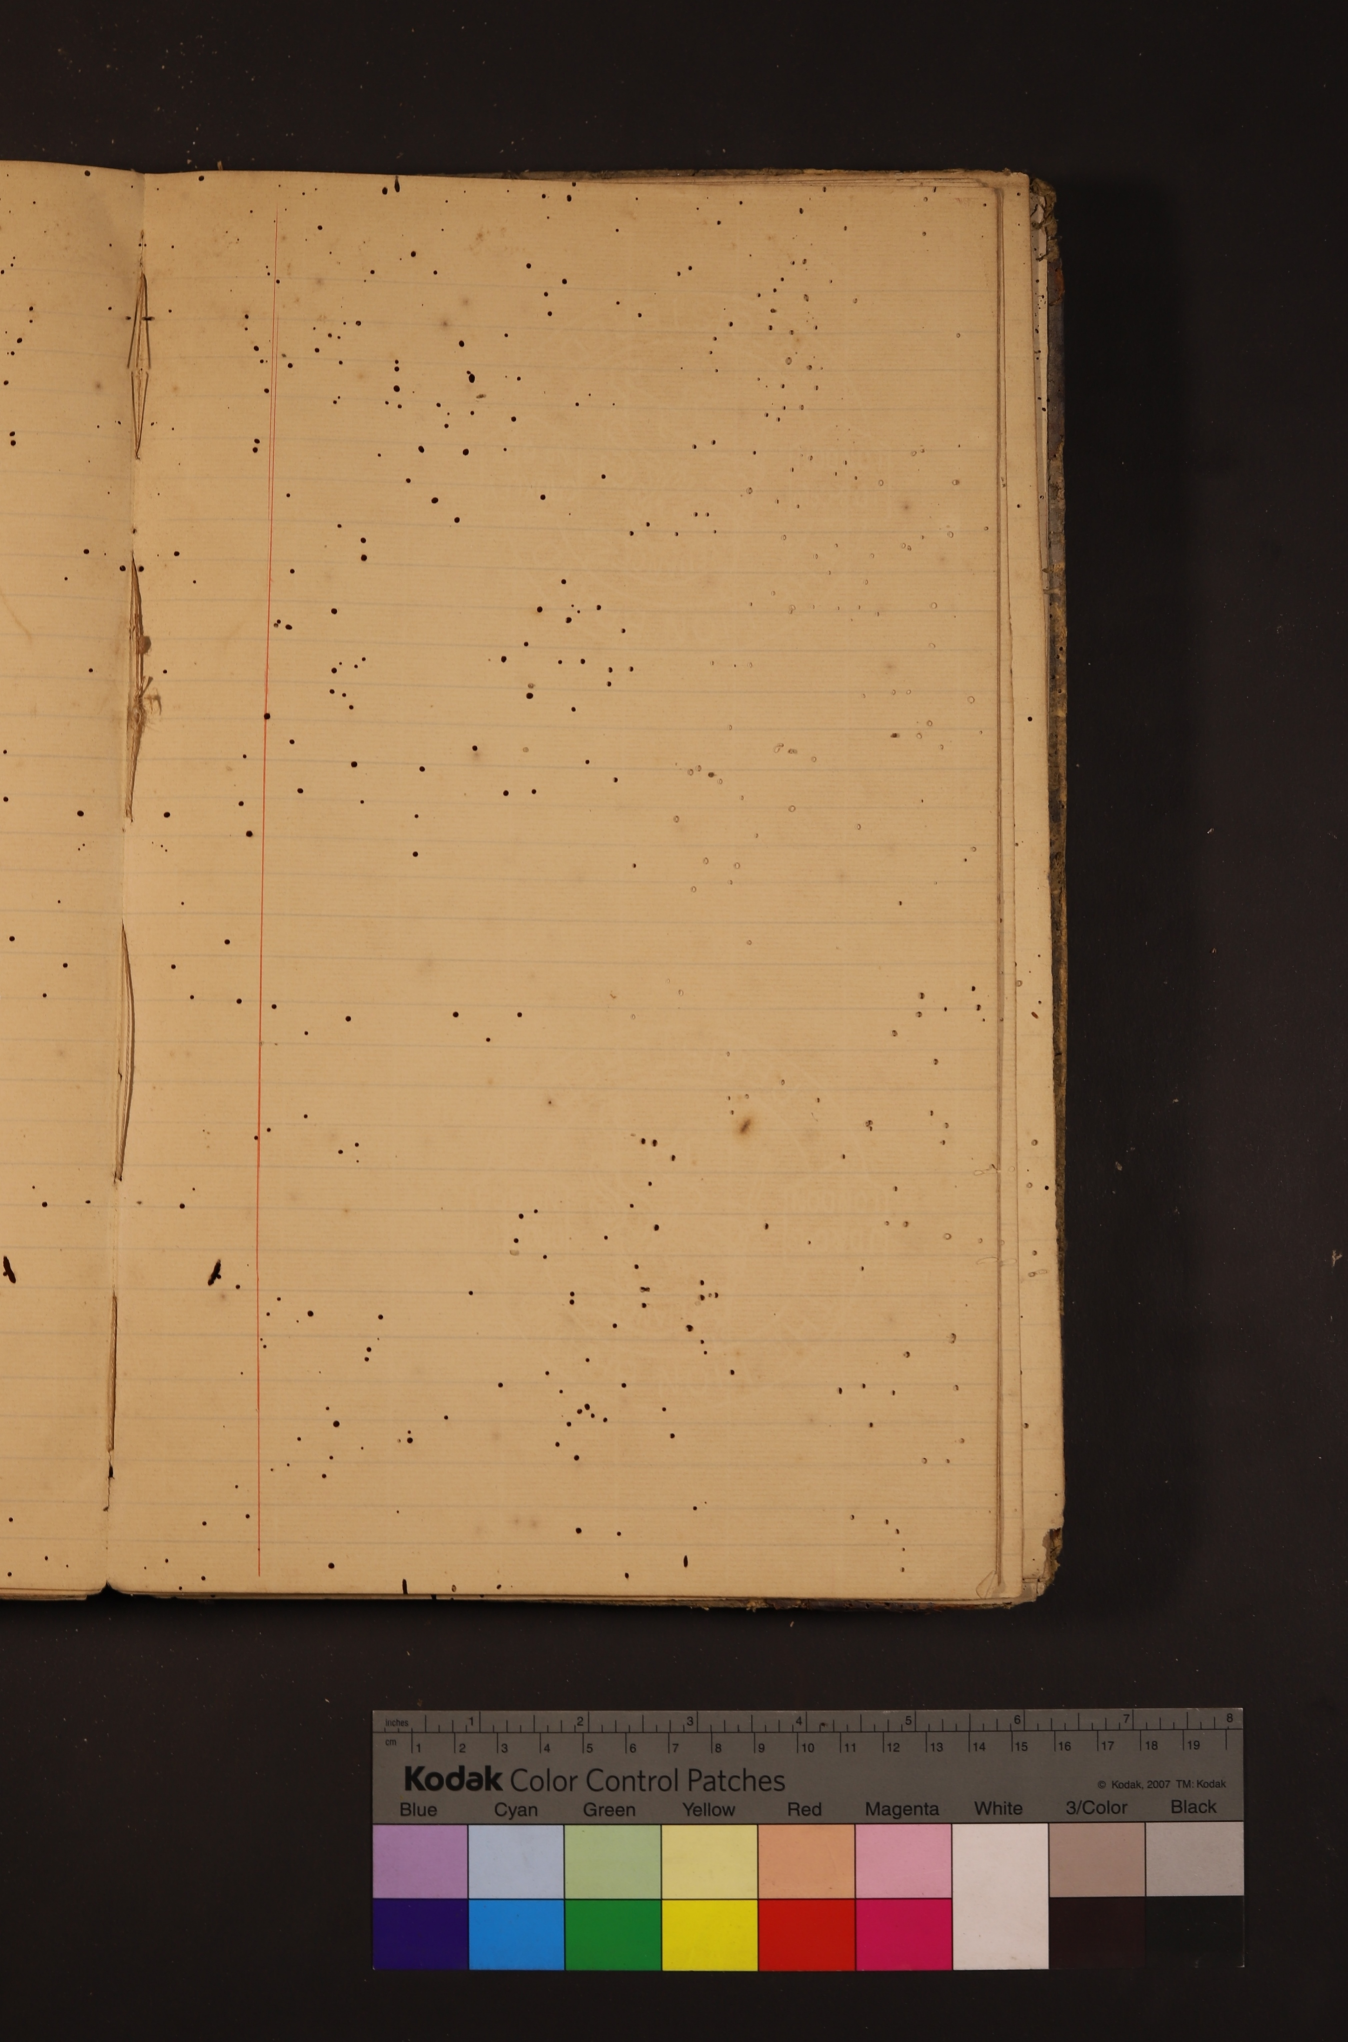 inches 1 2 3 4 5 6 7 8
cm 1 2 3 4 5 6 7 8 9 10 11 12 13 14 15 16 17 18 19
Kodak Color Control Patches © Kodak, 2007 TM: Kodak
Blue Cyan Green Yellow Red Magenta White 3/Color Black